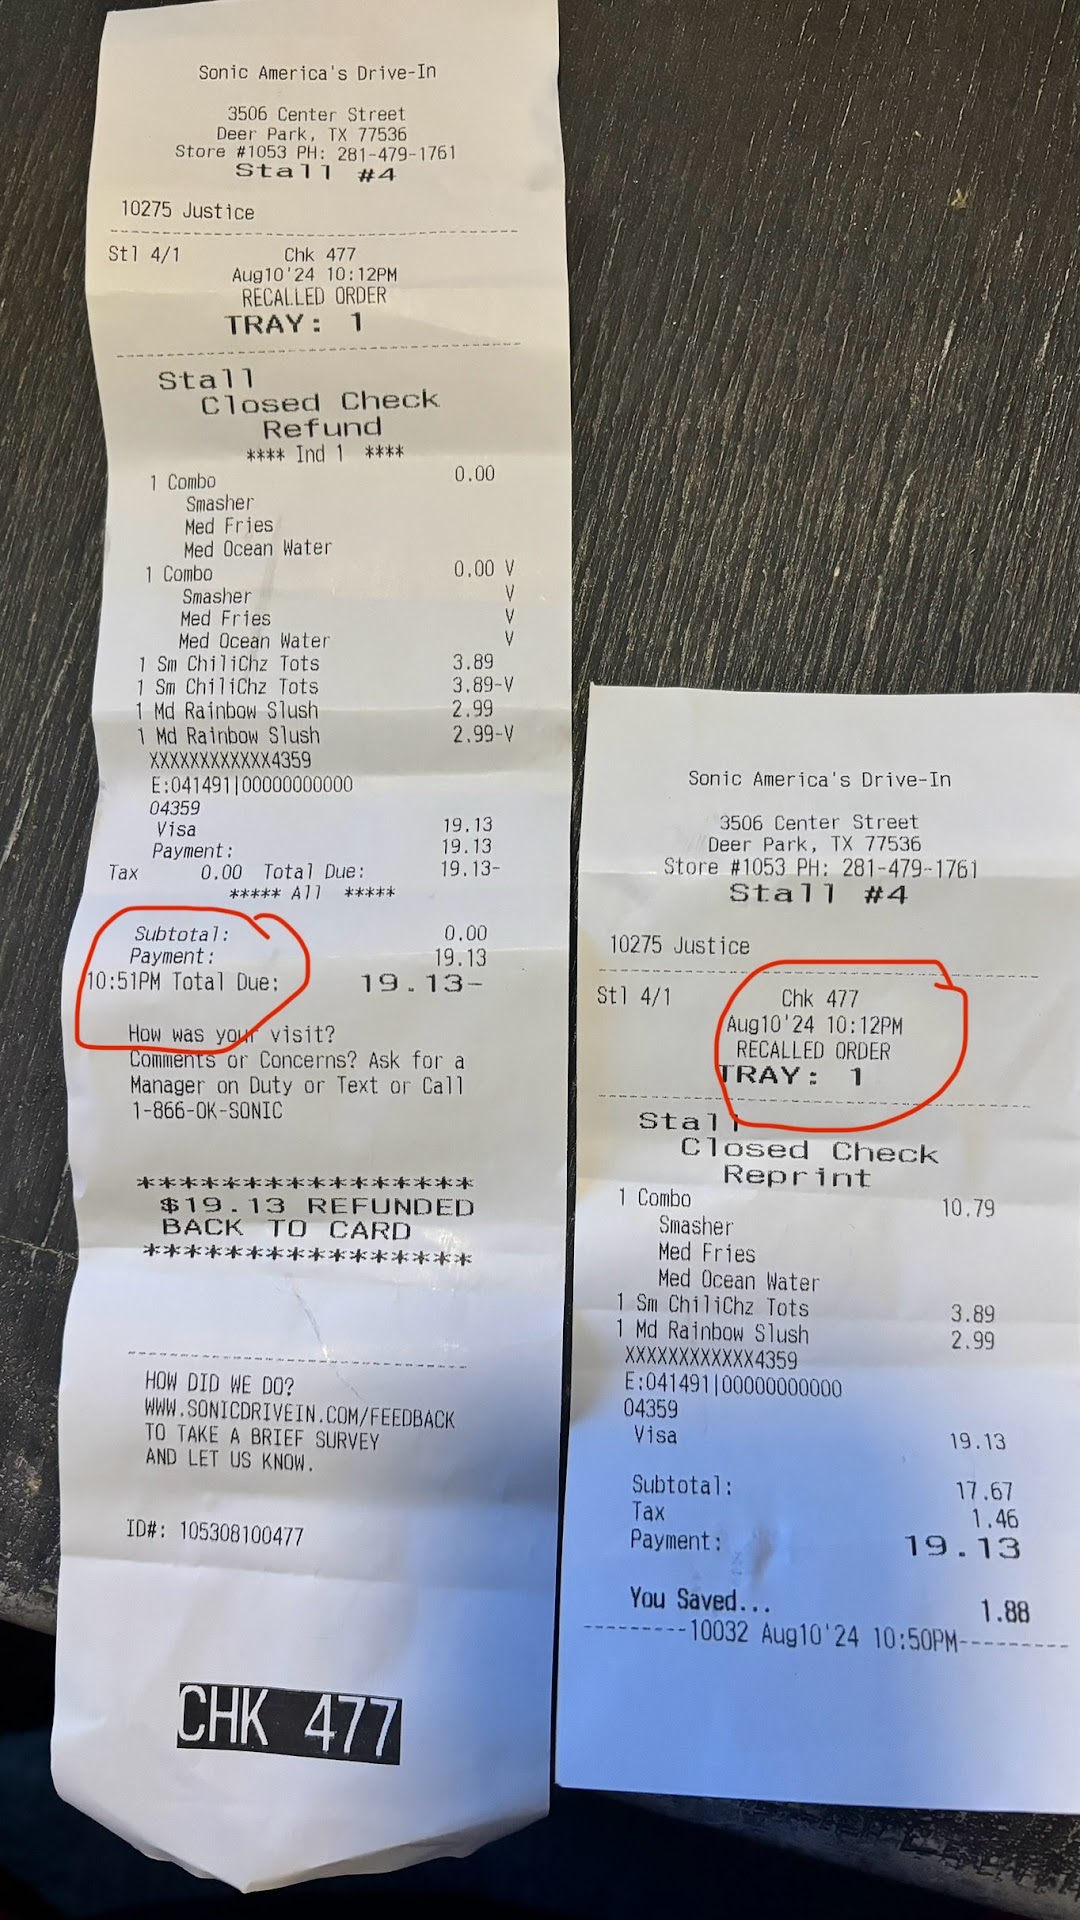 Sonic America's Drive-In
3506 Center Street
Deer Park, TX 77536
Store #1053 PH: 281-479-1761
Stall #4
10275 Justice
Stl 4/1 Chk 477
Aug10'24 10:12PM
RECALLED ORDER
TRAY: 1
Stall
Closed Check
Refund
**** Ind 1 ****
1 Combo 0.00
Smasher
Med Fries
Med Ocean Water
1 Combo 0.00 V
Smasher V
Med Fries V
Med Ocean Water V
1 Sm ChiliChz Tots 3.89
1 Sm ChiliChz Tots 3.89-V
1 Md Rainbow Slush 2.99
1 Md Rainbow Slush 2.99-V
XXXXXXXXXXXX4359
E:041491|00000000000
04359
Visa 19.13
Payment: 19.13
Tax 0.00 Total Due: 19.13-
***** All *****
Subtotal: 0.00
Payment: 19.13
10:51PM Total Due: 19.13-
How was your visit?
Comments or Concerns? Ask for a
Manager on Duty or Text or Call
1-866-OK-SONIC
****************
$19.13 REFUNDED
BACK TO CARD
****************
HOW DID WE DO?
WWW.SONICDRIVEIN.COM/FEEDBACK
TO TAKE A BRIEF SURVEY
AND LET US KNOW.
ID#: 105308100477
CHK 477
Sonic America's Drive-In
3506 Center Street
Deer Park, TX 77536
Store #1053 PH: 281-479-1761
Stall #4
10275 Justice
Stl 4/1 Chk 477
Aug10'24 10:12PM
RECALLED ORDER
TRAY: 1
Stall
Closed Check
Reprint
1 Combo 10.79
Smasher
Med Fries
Med Ocean Water
1 Sm ChiliChz Tots 3.89
1 Md Rainbow Slush 2.99
XXXXXXXXXXXX4359
E:041491|00000000000
04359
Visa 19.13
Subtotal: 17.67
Tax 1.46
Payment: 19.13
You Saved... 1.88
---------10032 Aug10'24 10:50PM---------